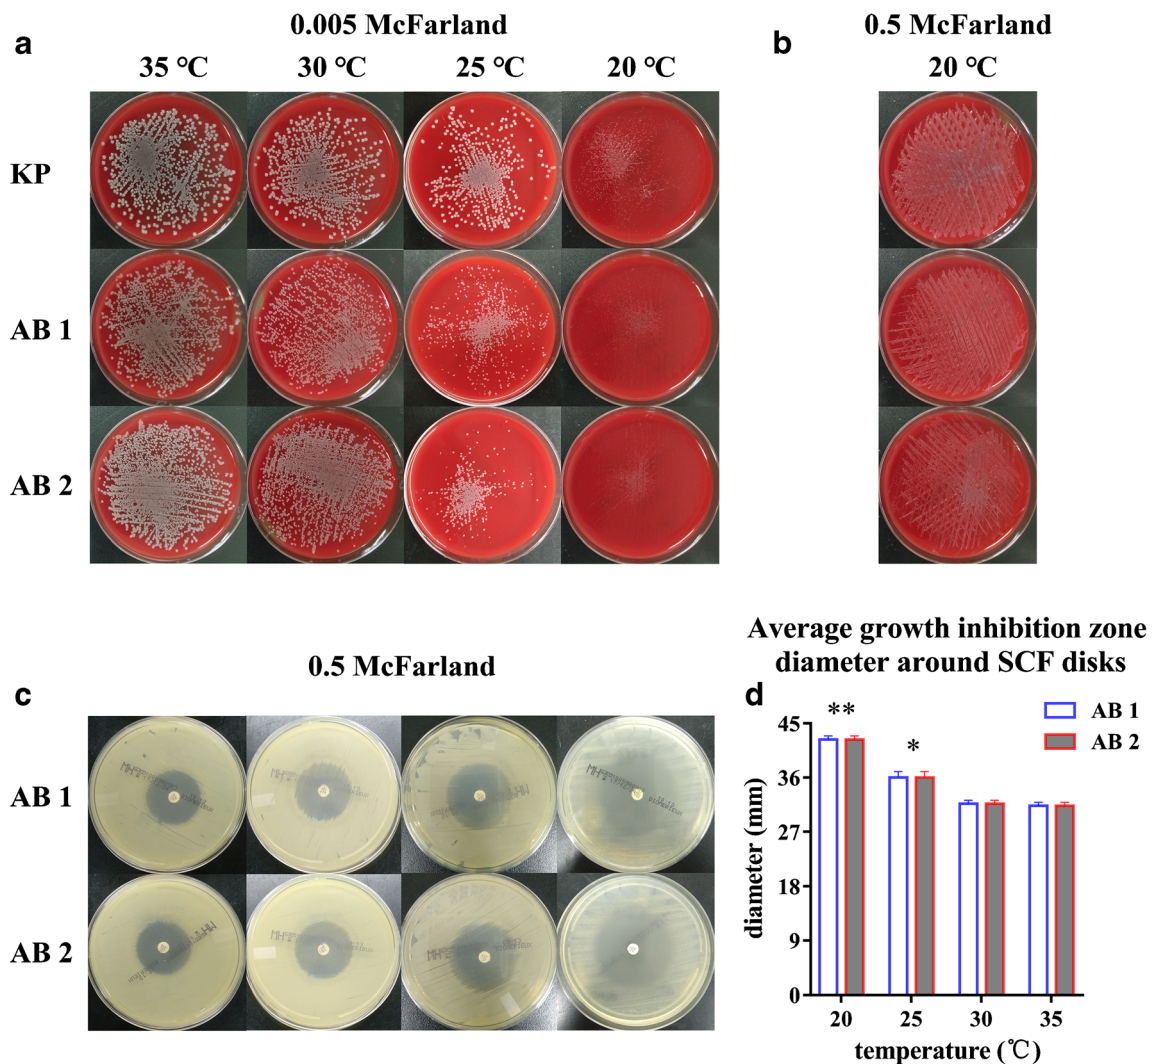 a
0.005 McFarland
35 ℃
30 ℃
25 ℃
20 ℃
KP
AB 1
AB 2
b
0.5 McFarland
20 ℃
c
0.5 McFarland
AB 1
AB 2
Average growth inhibition zone
diameter around SCF disks
d
AB 1
AB 2
**
*
45
36
27
18
9
0
diameter (mm)
20
25
30
35
temperature (℃)